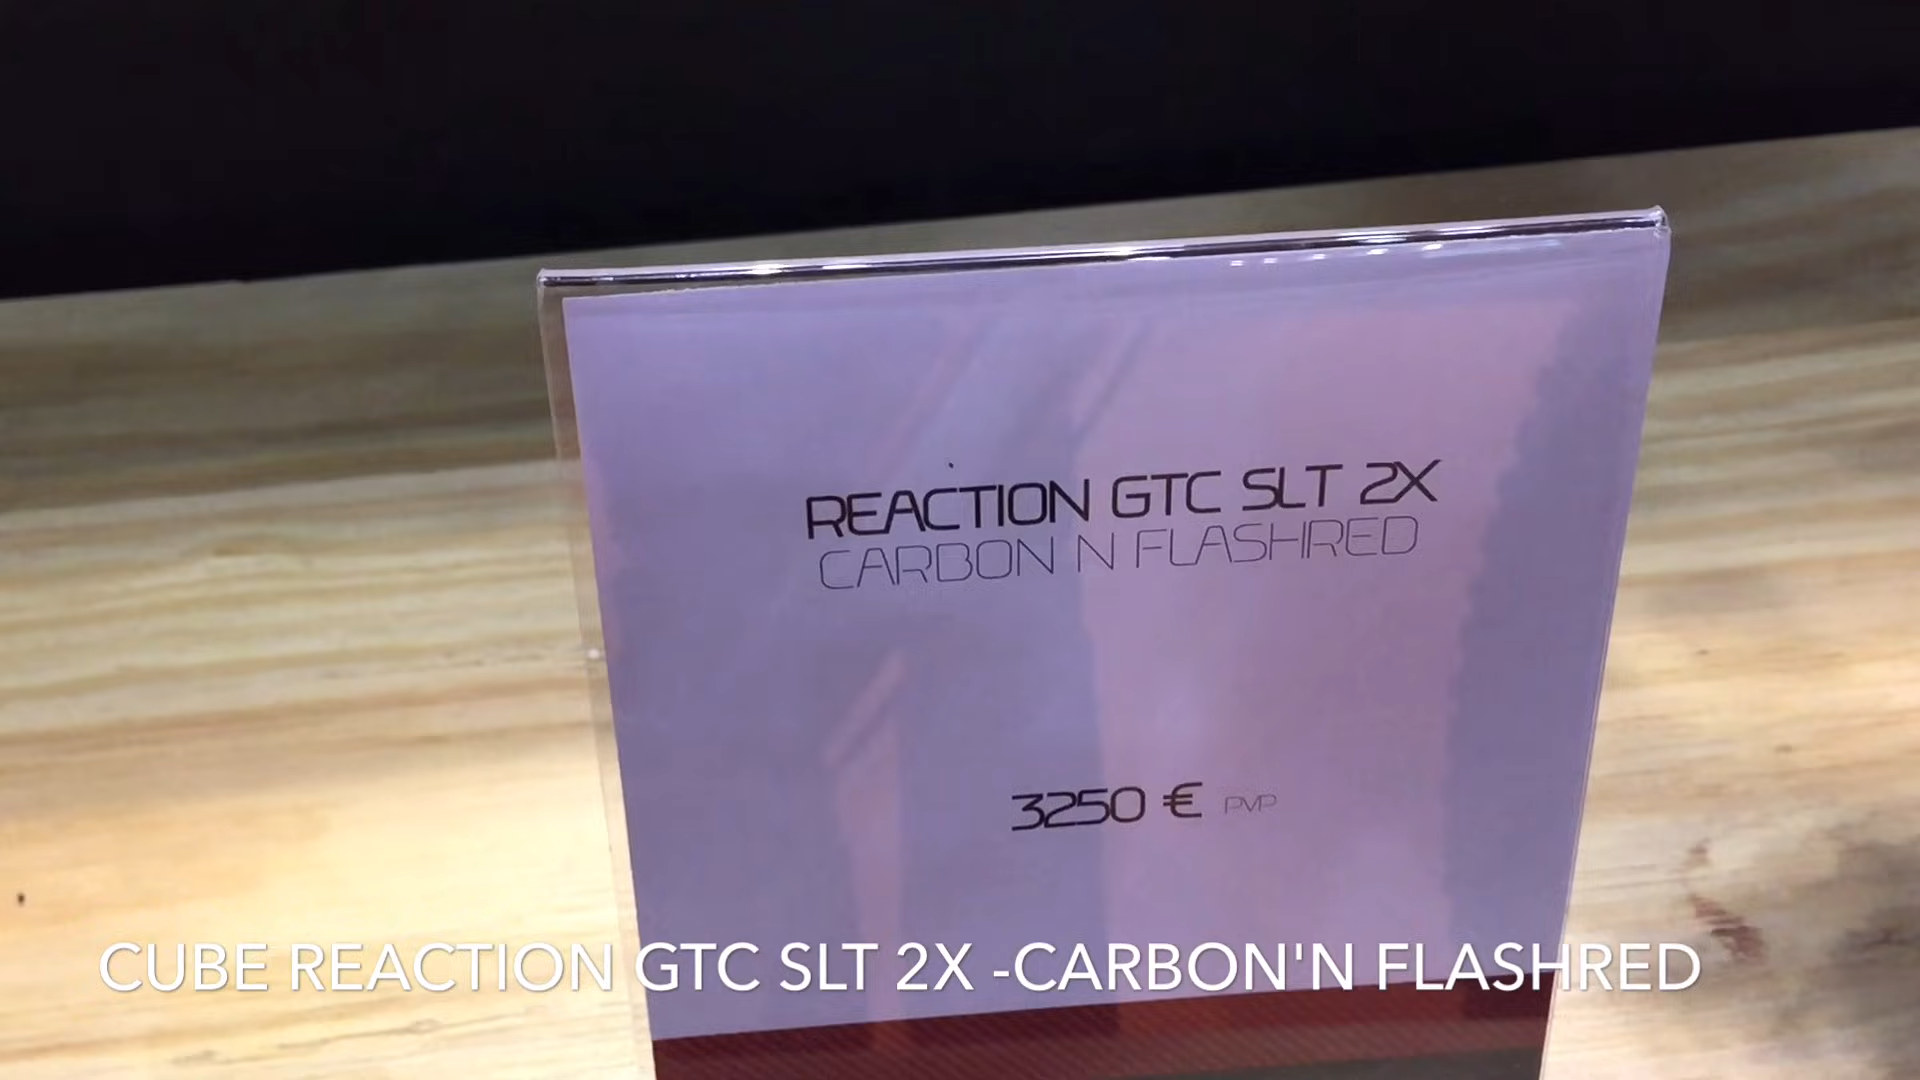 REACTION GTC SLT 2X
CARBON N FLASHRED
3250 € PVP
CUBE REACTION GTC SLT 2X -CARBON'N FLASHRED